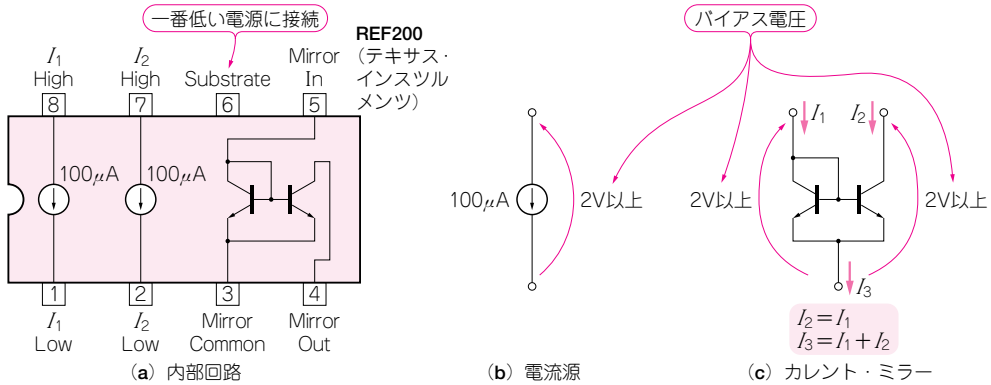 一番低い電源に接続
バイアス電圧
I₁
High
I₂
High
Substrate
Mirror
In
REF200
(テキサス・
インスツル
メンツ)
8
7
6
5
100μA
100μA
1
2
3
4
I₁
Low
I₂
Low
Mirror
Common
Mirror
Out
(a) 内部回路
100μA
2V以上
(b) 電流源
I₁
I₂
2V以上
2V以上
I₃
I₂=I₁
I₃=I₁+I₂
(c) カレント・ミラー